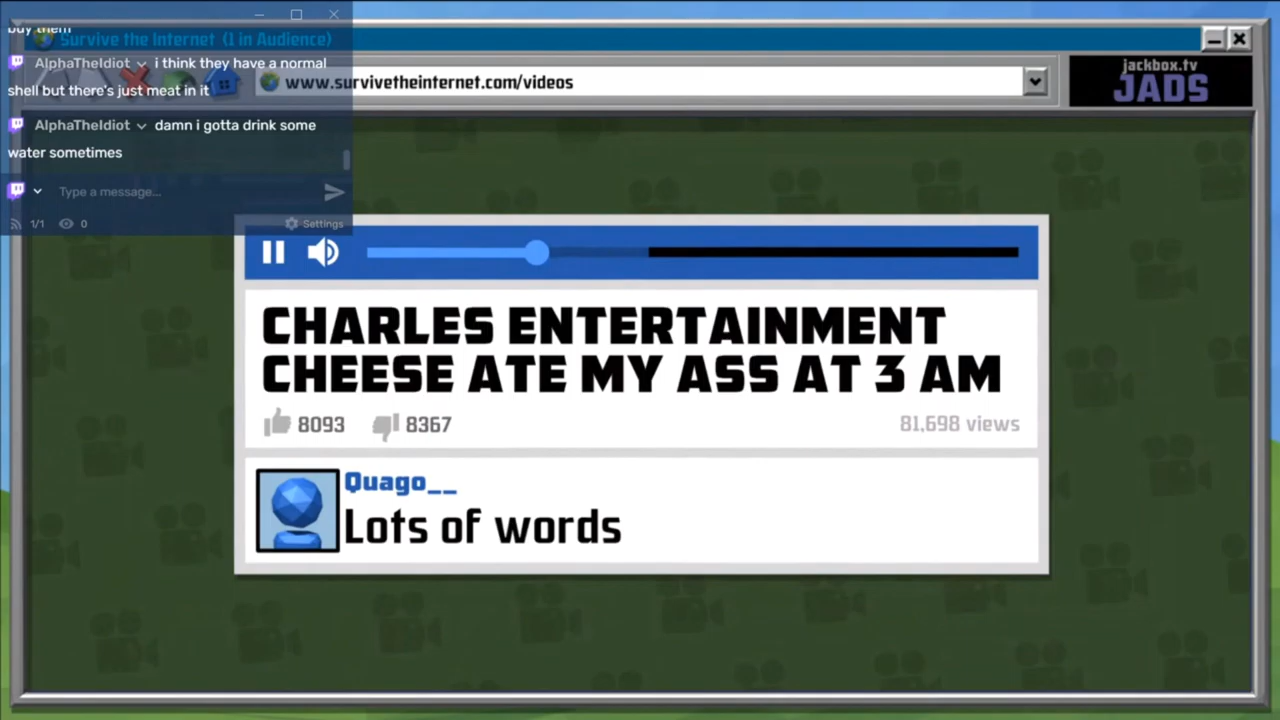 buy them
Survive the Internet (1 in Audience)
AlphaTheIdiot i think they have a normal
shell but there's just meat in it
www.survivetheinternet.com/videos
jackbox.tv
JADS
AlphaTheIdiot damn i gotta drink some
water sometimes
Type a message...
1/1 0 Settings
CHARLES ENTERTAINMENT
CHEESE ATE MY ASS AT 3 AM
8093 8367 81,698 views
Quago__
Lots of words